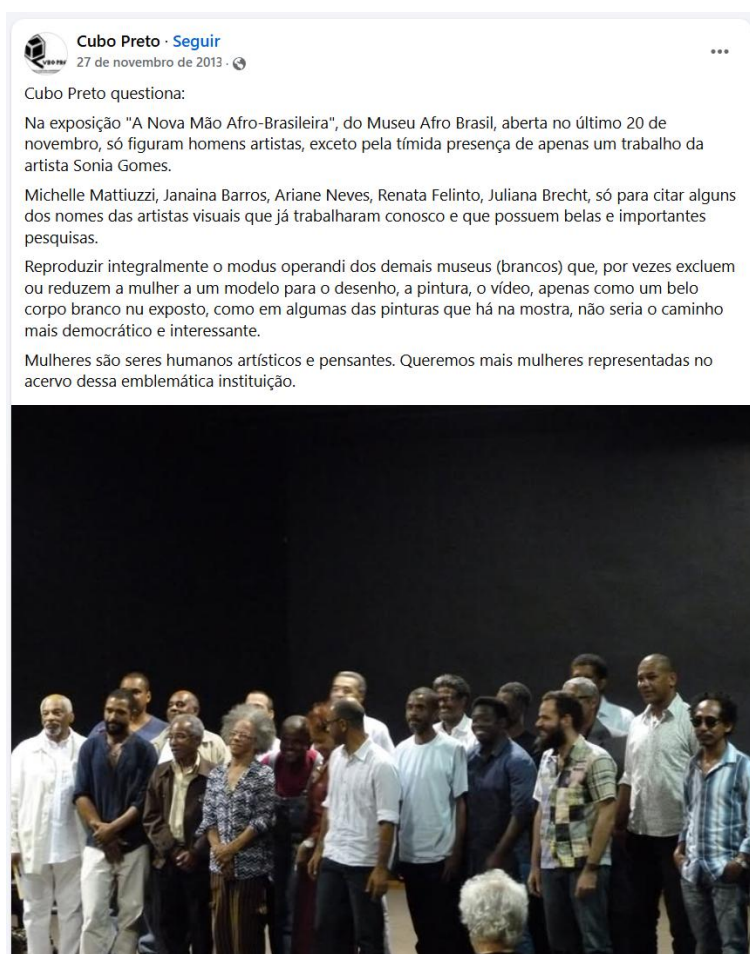 Cubo Preto · Seguir
27 de novembro de 2013 ·
Cubo Preto questiona:
Na exposição "A Nova Mão Afro-Brasileira", do Museu Afro Brasil, aberta no último 20 de
novembro, só figuram homens artistas, exceto pela tímida presença de apenas um trabalho da
artista Sonia Gomes.
Michelle Mattiuzzi, Janaina Barros, Ariane Neves, Renata Felinto, Juliana Brecht, só para citar alguns
dos nomes das artistas visuais que já trabalharam conosco e que possuem belas e importantes
pesquisas.
Reproduzir integralmente o modus operandi dos demais museus (brancos) que, por vezes excluem
ou reduzem a mulher a um modelo para o desenho, a pintura, o vídeo, apenas como um belo
corpo branco nu exposto, como em algumas das pinturas que há na mostra, não seria o caminho
mais democrático e interessante.
Mulheres são seres humanos artísticos e pensantes. Queremos mais mulheres representadas no
acervo dessa emblemática instituição.